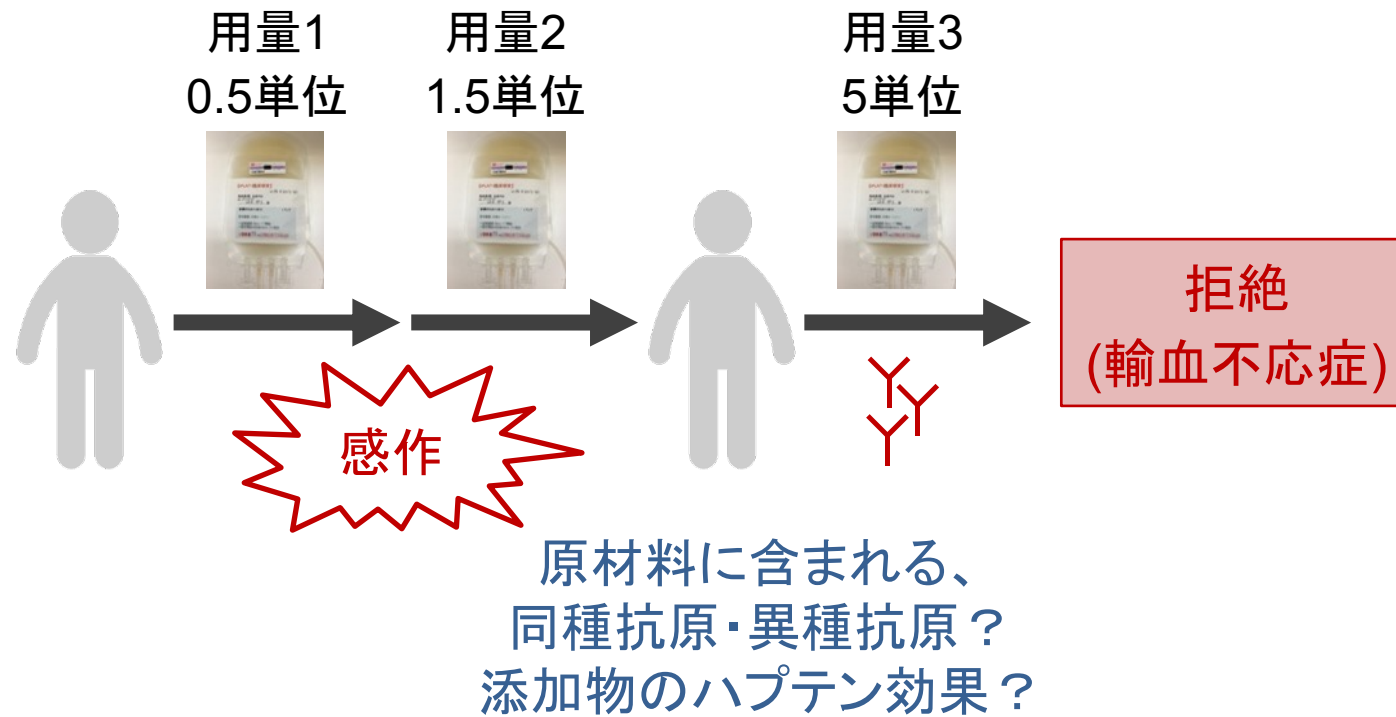 用量1
0.5単位
用量2
1.5単位
用量3
5単位
感作
拒絶
(輸血不応症)
原材料に含まれる、
同種抗原・異種抗原？
添加物のハプテン効果？